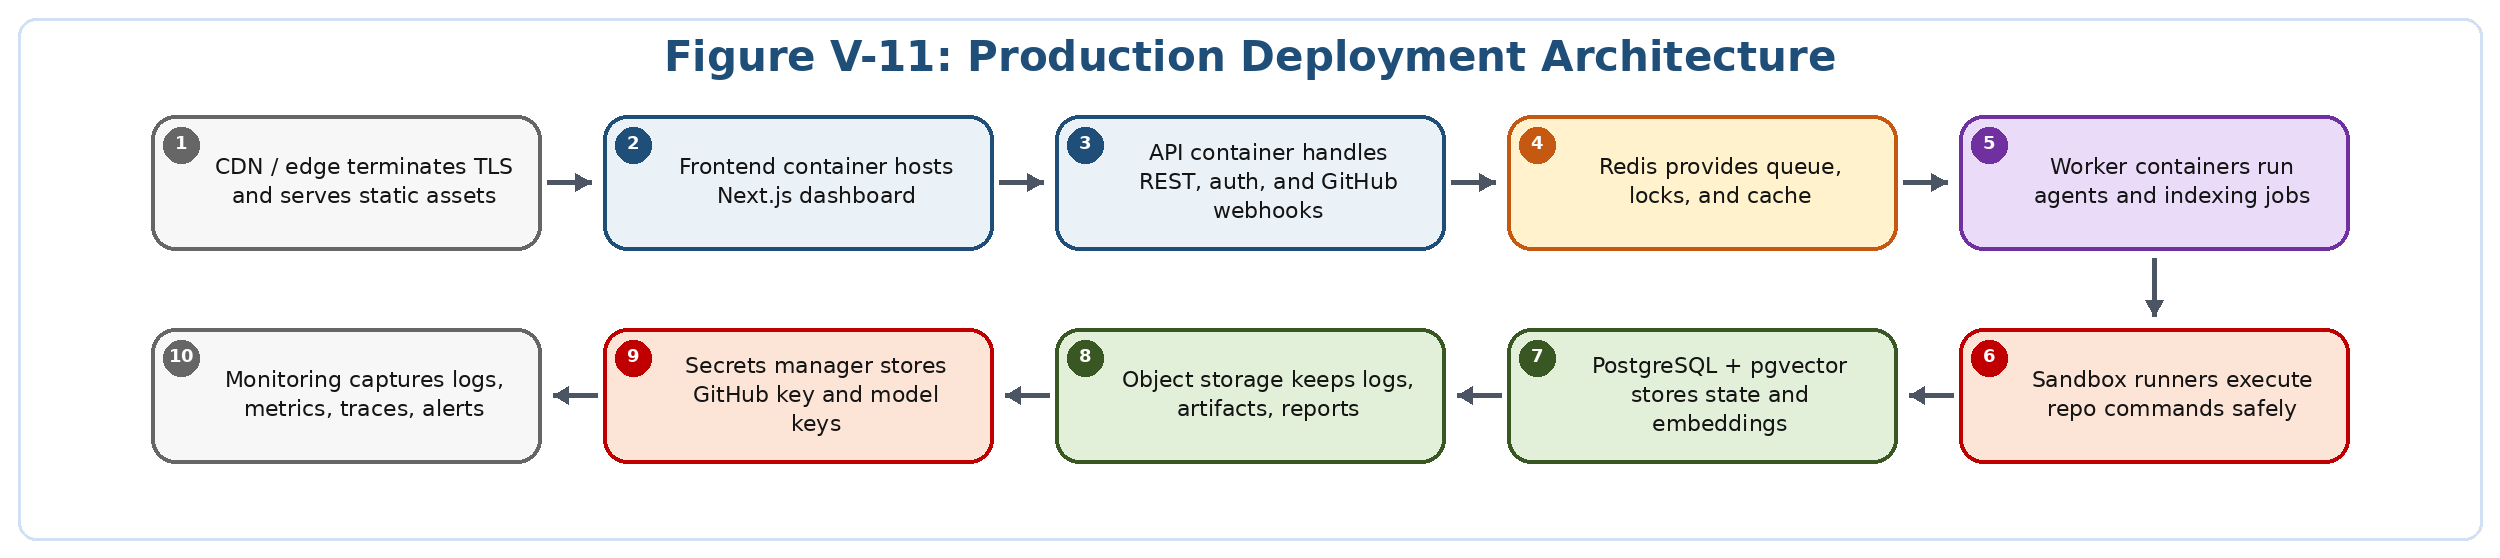 Figure V-11: Production Deployment Architecture
1
CDN / edge terminates TLS
and serves static assets
2
Frontend container hosts
Next.js dashboard
3
API container handles
REST, auth, and GitHub
webhooks
4
Redis provides queue,
locks, and cache
5
Worker containers run
agents and indexing jobs
6
Sandbox runners execute
repo commands safely
7
PostgreSQL + pgvector
stores state and
embeddings
8
Object storage keeps logs,
artifacts, reports
9
Secrets manager stores
GitHub key and model
keys
10
Monitoring captures logs,
metrics, traces, alerts